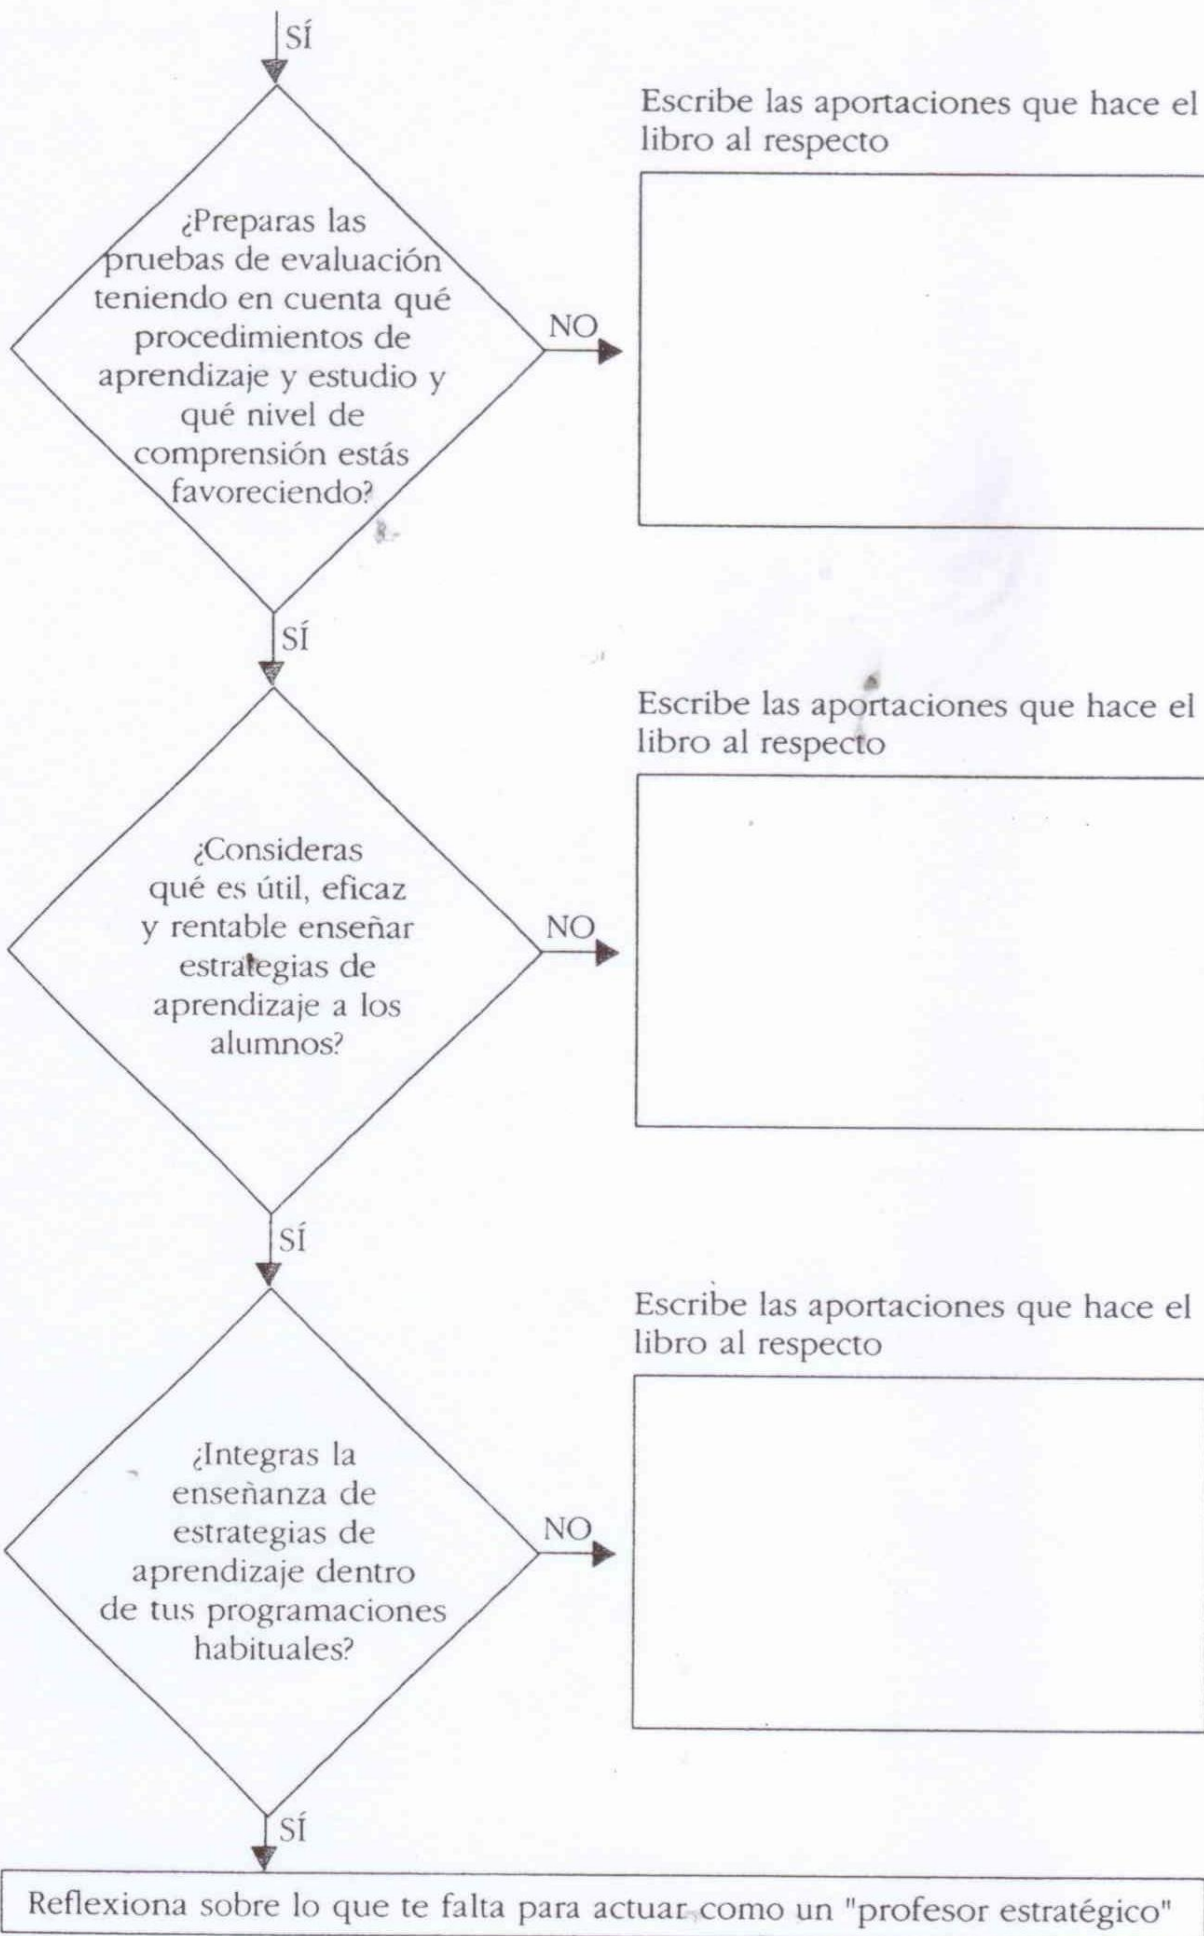 SÍ
¿Preparas las
pruebas de evaluación
teniendo en cuenta qué
procedimientos de
aprendizaje y estudio y
qué nivel de
comprensión estás
favoreciendo?
NO
Escribe las aportaciones que hace el
libro al respecto
SÍ
¿Consideras
qué es útil, eficaz
y rentable enseñar
estrategias de
aprendizaje a los
alumnos?
NO
Escribe las aportaciones que hace el
libro al respecto
SÍ
¿Integras la
enseñanza de
estrategias de
aprendizaje dentro
de tus programaciones
habituales?
NO
Escribe las aportaciones que hace el
libro al respecto
SÍ
Reflexiona sobre lo que te falta para actuar como un "profesor estratégico"